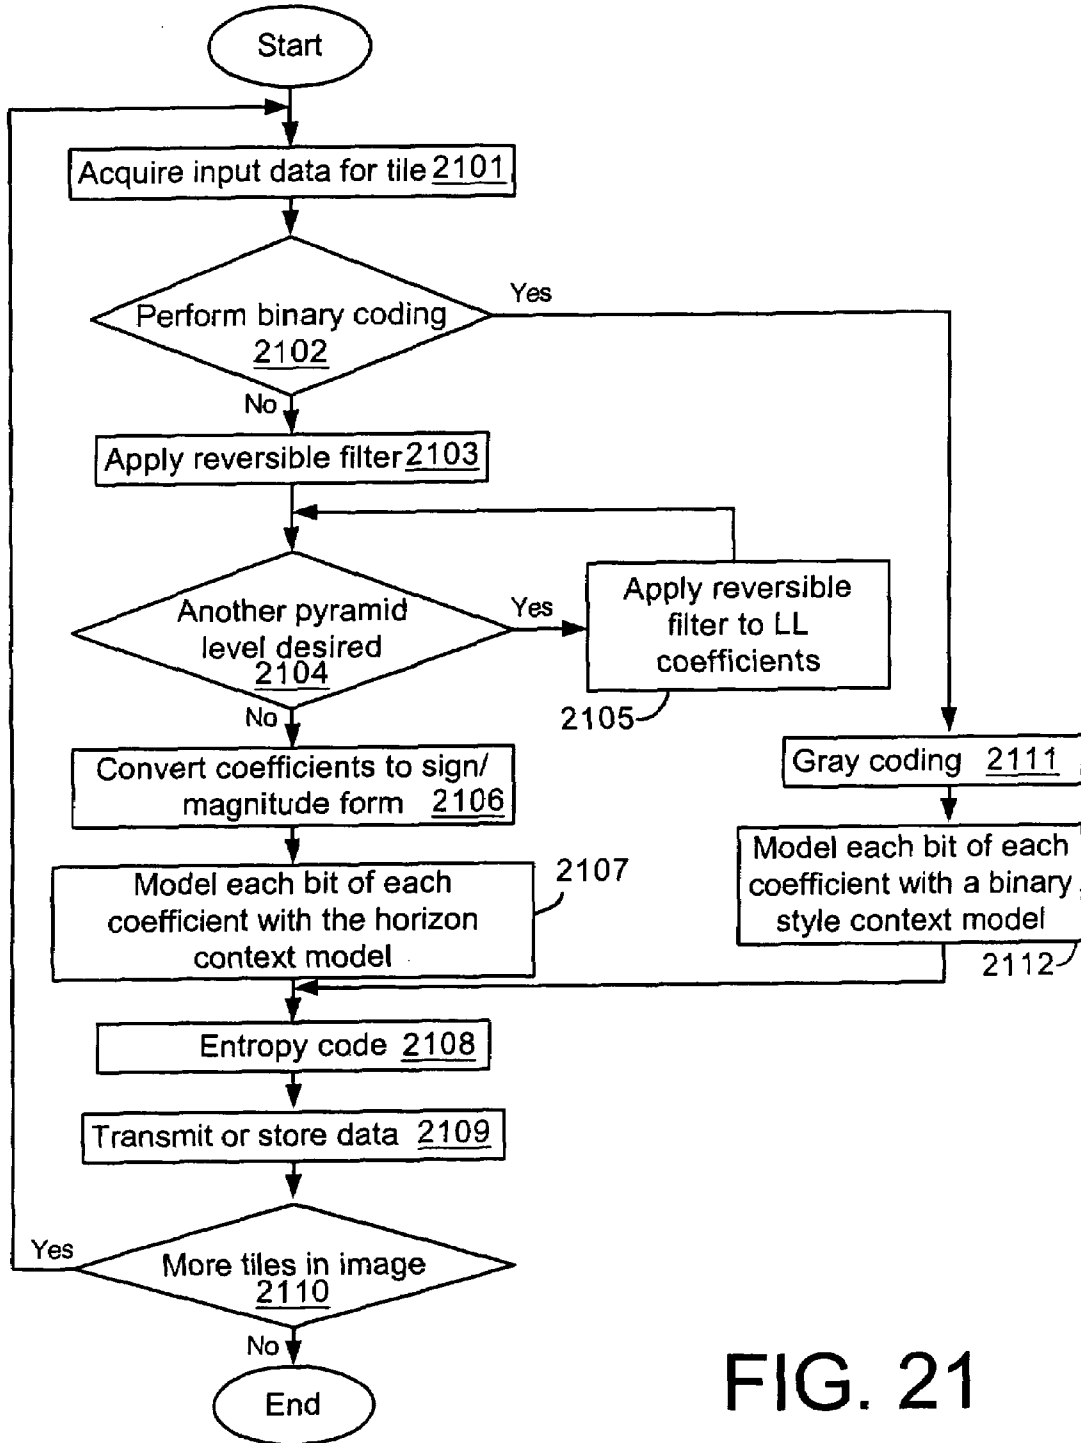 Start
Acquire input data for tile 2101
Perform binary coding
2102
Yes
No
Apply reversible filter 2103
Another pyramid
level desired
2104
Yes
Apply reversible
filter to LL
coefficients
2105
No
Convert coefficients to sign/
magnitude form 2106
Gray coding 2111
Model each bit of each
coefficient with the horizon
context model
2107
Model each bit of each
coefficient with a binary
style context model
2112
Entropy code 2108
Transmit or store data 2109
More tiles in image
2110
Yes
No
End
FIG. 21